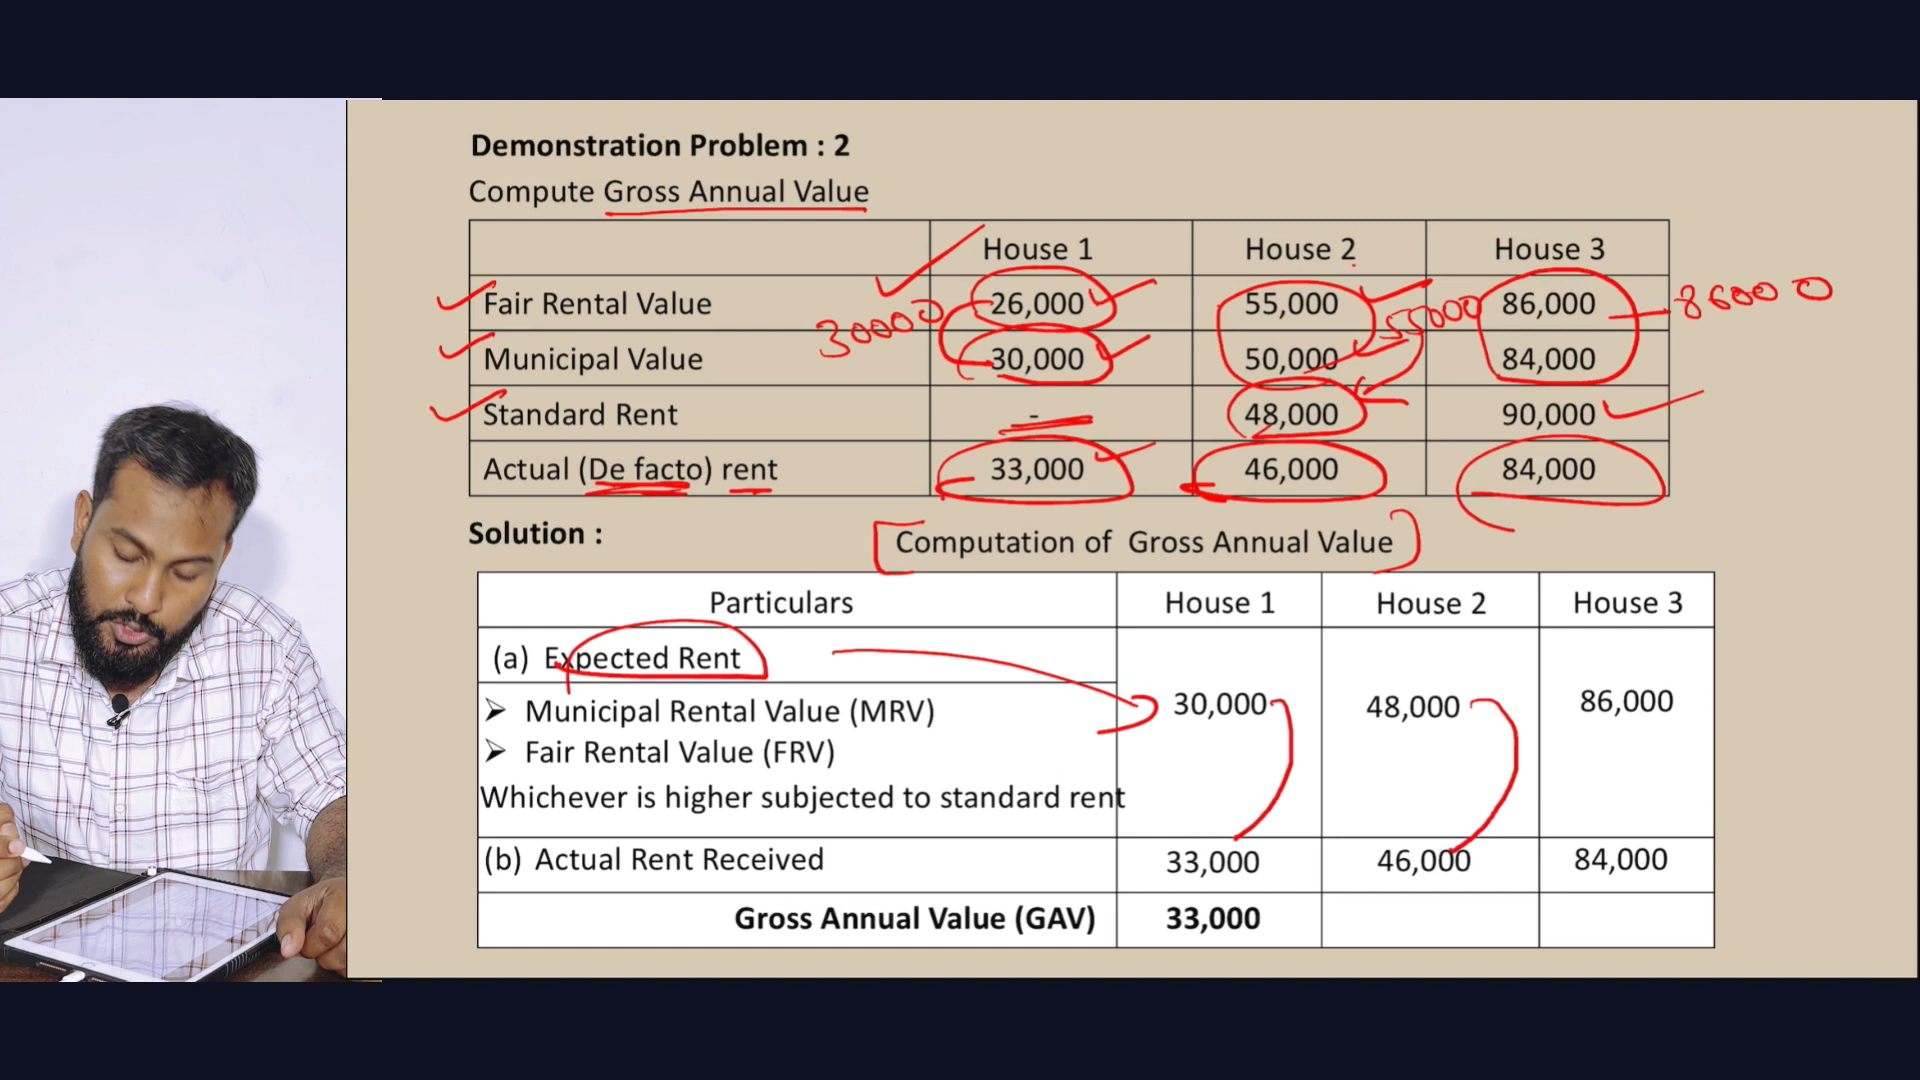 Demonstration Problem : 2
Compute Gross Annual Value
House 1 House 2 House 3
Fair Rental Value 26,000 55,000 86,000 86000
30000 55000
Municipal Value 30,000 50,000 84,000
Standard Rent - 48,000 90,000
Actual (De facto) rent 33,000 46,000 84,000
Solution :
[Computation of Gross Annual Value]
Particulars House 1 House 2 House 3
(a) Expected Rent
➢ Municipal Rental Value (MRV) 30,000 48,000 86,000
➢ Fair Rental Value (FRV)
Whichever is higher subjected to standard rent
(b) Actual Rent Received 33,000 46,000 84,000
Gross Annual Value (GAV) 33,000